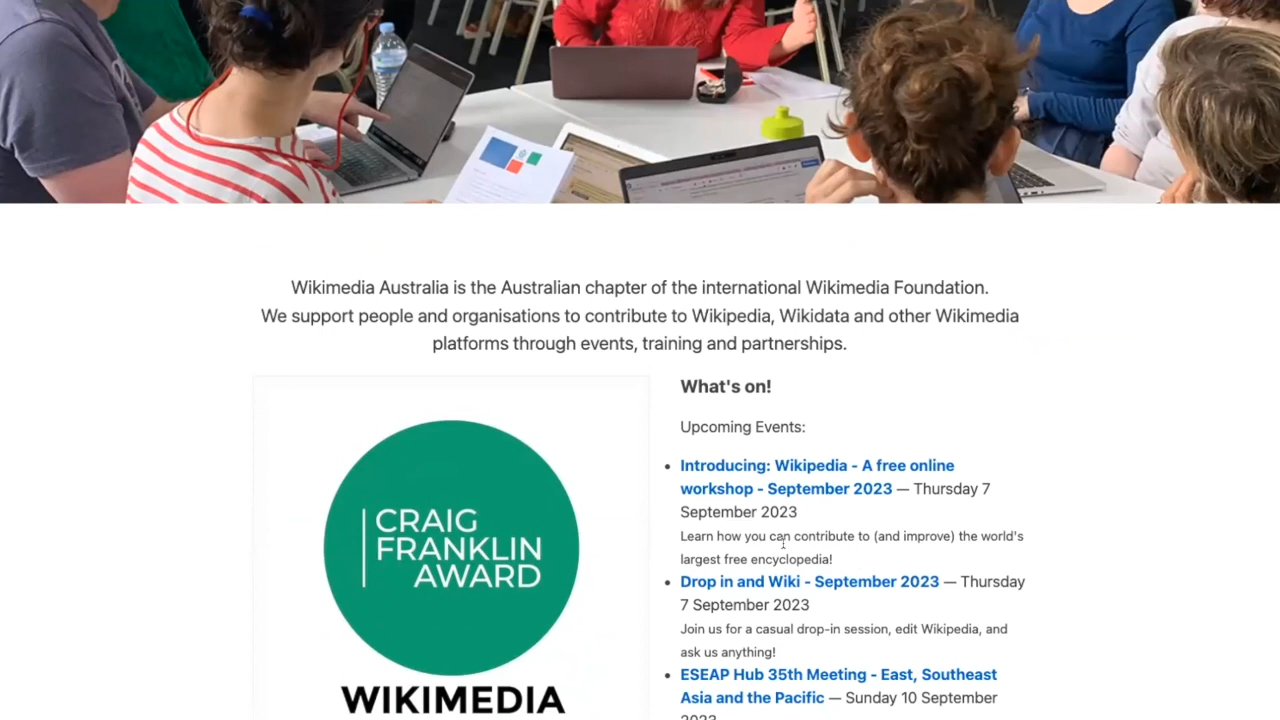 Wikimedia Australia is the Australian chapter of the international Wikimedia Foundation.
We support people and organisations to contribute to Wikipedia, Wikidata and other Wikimedia
platforms through events, training and partnerships.
CRAIG
FRANKLIN
AWARD
WIKIMEDIA
What's on!
Upcoming Events:
Introducing: Wikipedia - A free online
workshop - September 2023 — Thursday 7
September 2023
Learn how you can contribute to (and improve) the world's
largest free encyclopedia!
Drop in and Wiki - September 2023 — Thursday
7 September 2023
Join us for a casual drop-in session, edit Wikipedia, and
ask us anything!
ESEAP Hub 35th Meeting - East, Southeast
Asia and the Pacific — Sunday 10 September
2023